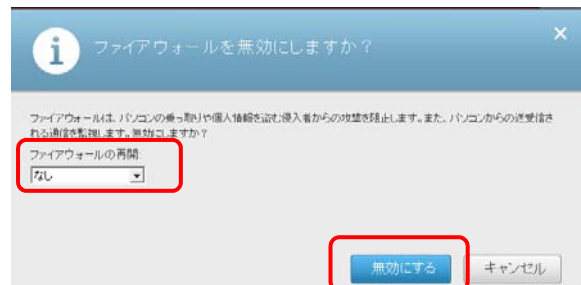 ファイアウォールを無効にしますか？
ファイアウォールは、パソコンの乗っ取りや個人情報を盗む侵入者からの攻撃を阻止します。また、パソコンからの送受信さ
れる通信を監視します。無効にしますか？
ファイアウォールの再開:
なし
無効にする
キャンセル